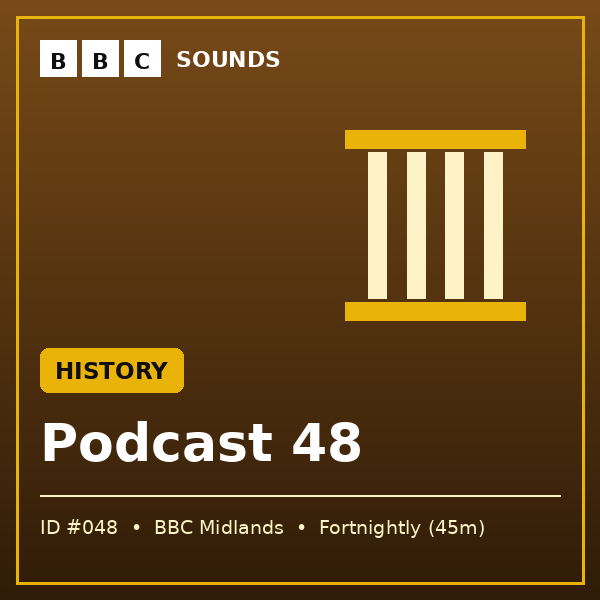 BBC SOUNDS
HISTORY
Podcast 48
ID #048 • BBC Midlands • Fortnightly (45m)